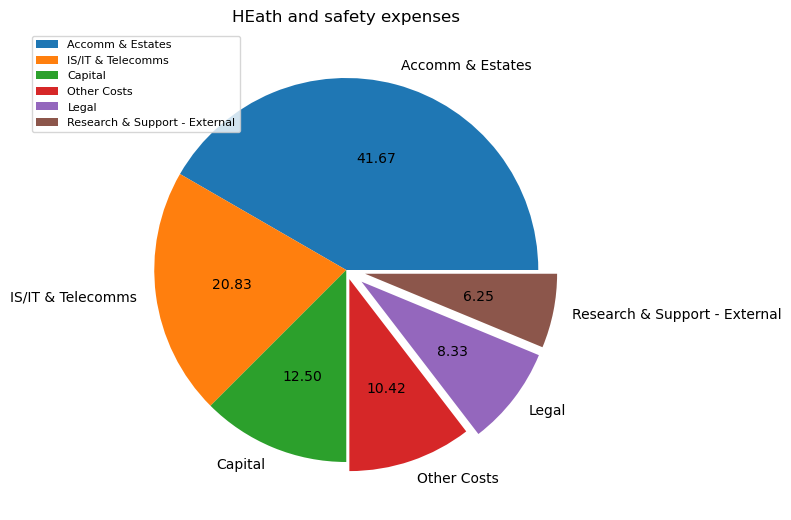 HEath and safety expenses
Accomm & Estates
IS/IT & Telecomms
Capital
Other Costs
Legal
Research & Support - External
Accomm & Estates
41.67
IS/IT & Telecomms
20.83
Capital
12.50
Other Costs
10.42
Legal
8.33
Research & Support - External
6.25